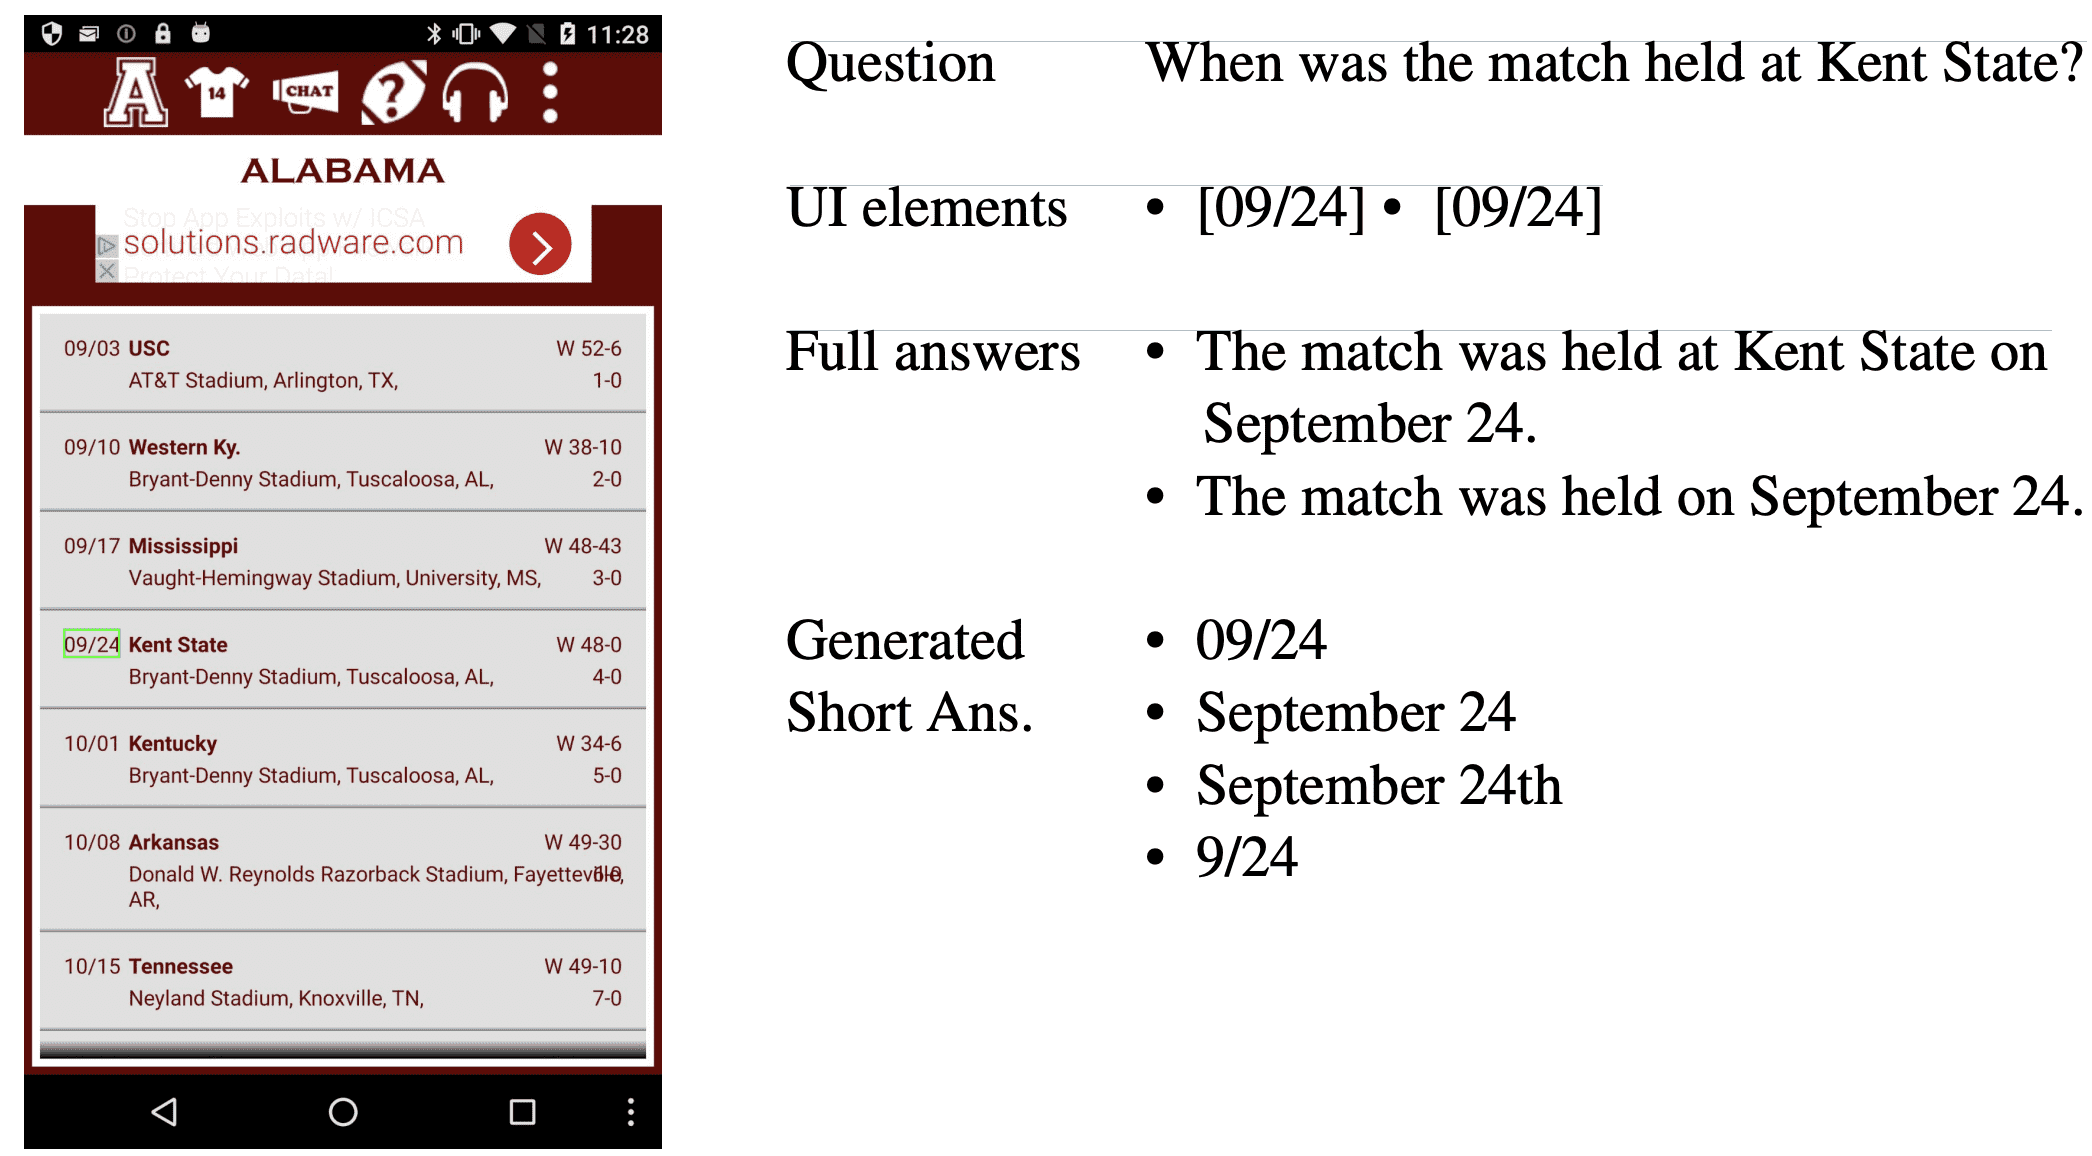 11:28
A
14
CHAT
?
ALABAMA
Stop App Exploits w/ ICSA
solutions.radware.com
Protect Your Data!
09/03 USC W 52-6
AT&T Stadium, Arlington, TX, 1-0
09/10 Western Ky. W 38-10
Bryant-Denny Stadium, Tuscaloosa, AL, 2-0
09/17 Mississippi W 48-43
Vaught-Hemingway Stadium, University, MS, 3-0
09/24 Kent State W 48-0
Bryant-Denny Stadium, Tuscaloosa, AL, 4-0
10/01 Kentucky W 34-6
Bryant-Denny Stadium, Tuscaloosa, AL, 5-0
10/08 Arkansas W 49-30
Donald W. Reynolds Razorback Stadium, Fayetteville, 6-0
AR,
10/15 Tennessee W 49-10
Neyland Stadium, Knoxville, TN, 7-0
Question When was the match held at Kent State?
UI elements • [09/24] • [09/24]
Full answers • The match was held at Kent State on
September 24.
• The match was held on September 24.
Generated • 09/24
Short Ans. • September 24
• September 24th
• 9/24